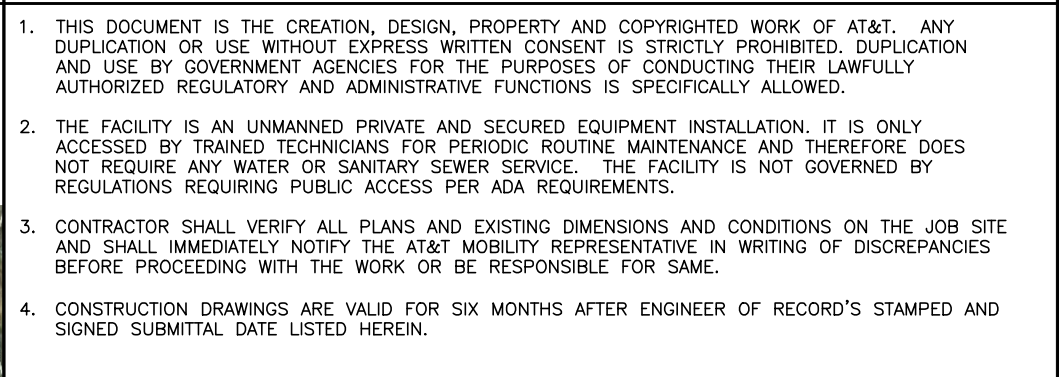 1. THIS DOCUMENT IS THE CREATION, DESIGN, PROPERTY AND COPYRIGHTED WORK OF AT&T. ANY
DUPLICATION OR USE WITHOUT EXPRESS WRITTEN CONSENT IS STRICTLY PROHIBITED. DUPLICATION
AND USE BY GOVERNMENT AGENCIES FOR THE PURPOSES OF CONDUCTING THEIR LAWFULLY
AUTHORIZED REGULATORY AND ADMINISTRATIVE FUNCTIONS IS SPECIFICALLY ALLOWED.
2. THE FACILITY IS AN UNMANNED PRIVATE AND SECURED EQUIPMENT INSTALLATION. IT IS ONLY
ACCESSED BY TRAINED TECHNICIANS FOR PERIODIC ROUTINE MAINTENANCE AND THEREFORE DOES
NOT REQUIRE ANY WATER OR SANITARY SEWER SERVICE. THE FACILITY IS NOT GOVERNED BY
REGULATIONS REQUIRING PUBLIC ACCESS PER ADA REQUIREMENTS.
3. CONTRACTOR SHALL VERIFY ALL PLANS AND EXISTING DIMENSIONS AND CONDITIONS ON THE JOB SITE
AND SHALL IMMEDIATELY NOTIFY THE AT&T MOBILITY REPRESENTATIVE IN WRITING OF DISCREPANCIES
BEFORE PROCEEDING WITH THE WORK OR BE RESPONSIBLE FOR SAME.
4. CONSTRUCTION DRAWINGS ARE VALID FOR SIX MONTHS AFTER ENGINEER OF RECORD'S STAMPED AND
SIGNED SUBMITTAL DATE LISTED HEREIN.